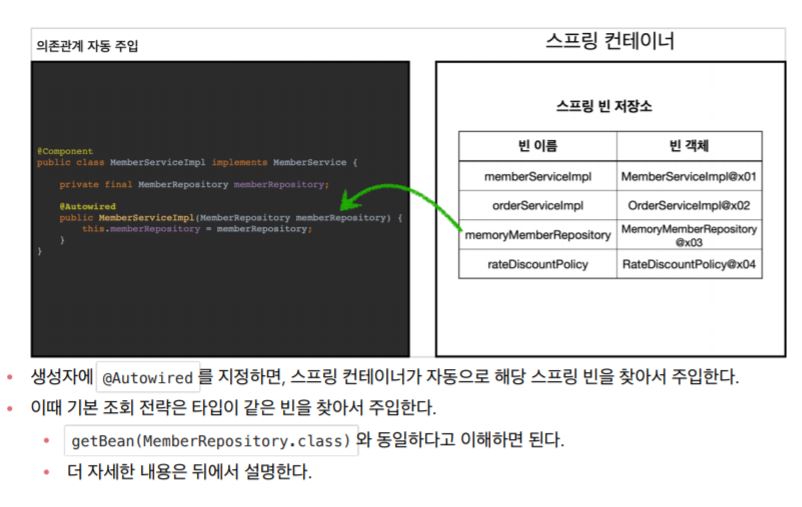 의존관계 자동 주입
스프링 컨테이너
@Component
public class MemberServiceImpl implements MemberService {
private final MemberRepository memberRepository;
@Autowired
public MemberServiceImpl(MemberRepository memberRepository) {
this.memberRepository = memberRepository;
}
}
스프링 빈 저장소
빈 이름 빈 객체
memberServiceImpl MemberServiceImpl@x01
orderServiceImpl OrderServiceImpl@x02
memoryMemberRepository MemoryMemberRepository
@x03
rateDiscountPolicy RateDiscountPolicy@x04
• 생성자에 @Autowired 를 지정하면, 스프링 컨테이너가 자동으로 해당 스프링 빈을 찾아서 주입한다.
• 이때 기본 조회 전략은 타입이 같은 빈을 찾아서 주입한다.
• getBean(MemberRepository.class) 와 동일하다고 이해하면 된다.
• 더 자세한 내용은 뒤에서 설명한다.